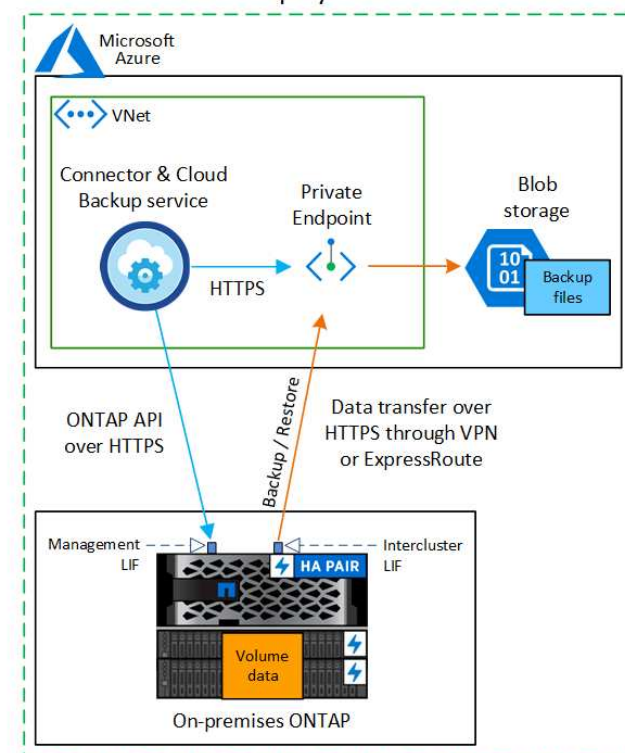 Microsoft
Azure
VNet
Connector & Cloud
Backup service
Private
Endpoint
Blob
storage
10
01
Backup
files
HTTPS
ONTAP API
over HTTPS
Backup / Restore
Data transfer over
HTTPS through VPN
or ExpressRoute
Management
LIF
Intercluster
LIF
HA PAIR
Volume
data
On-premises ONTAP